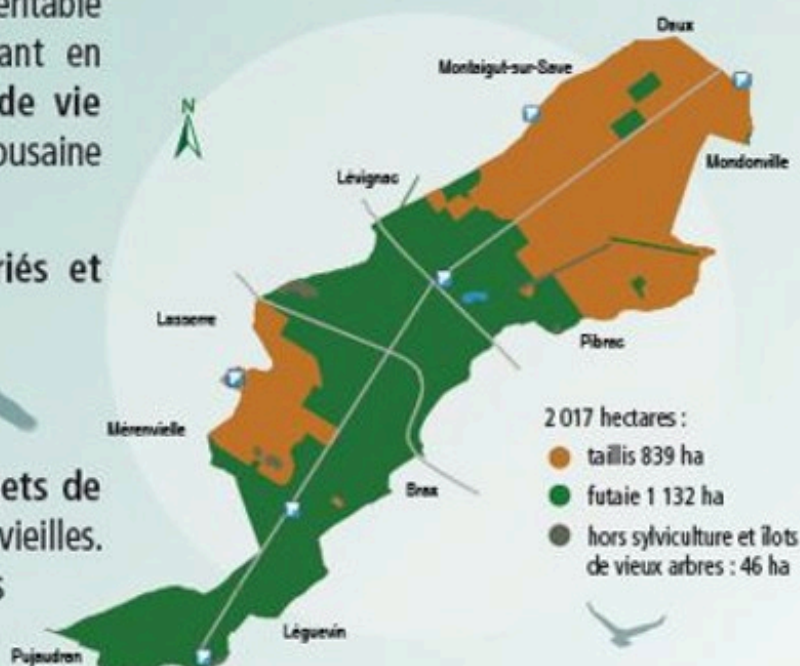 éritable
ant en
de vie
ousaine
riés et
ets de
vieilles.
s
N
Daux
Montaigut-sur-Save
Mondonville
Lévignac
Lasserre
Pibrac
Mérenvielle
Brax
Léguevin
Pujaudran
2 017 hectares :
taillis 839 ha
futaie 1 132 ha
hors sylviculture et îlots
de vieux arbres : 46 ha